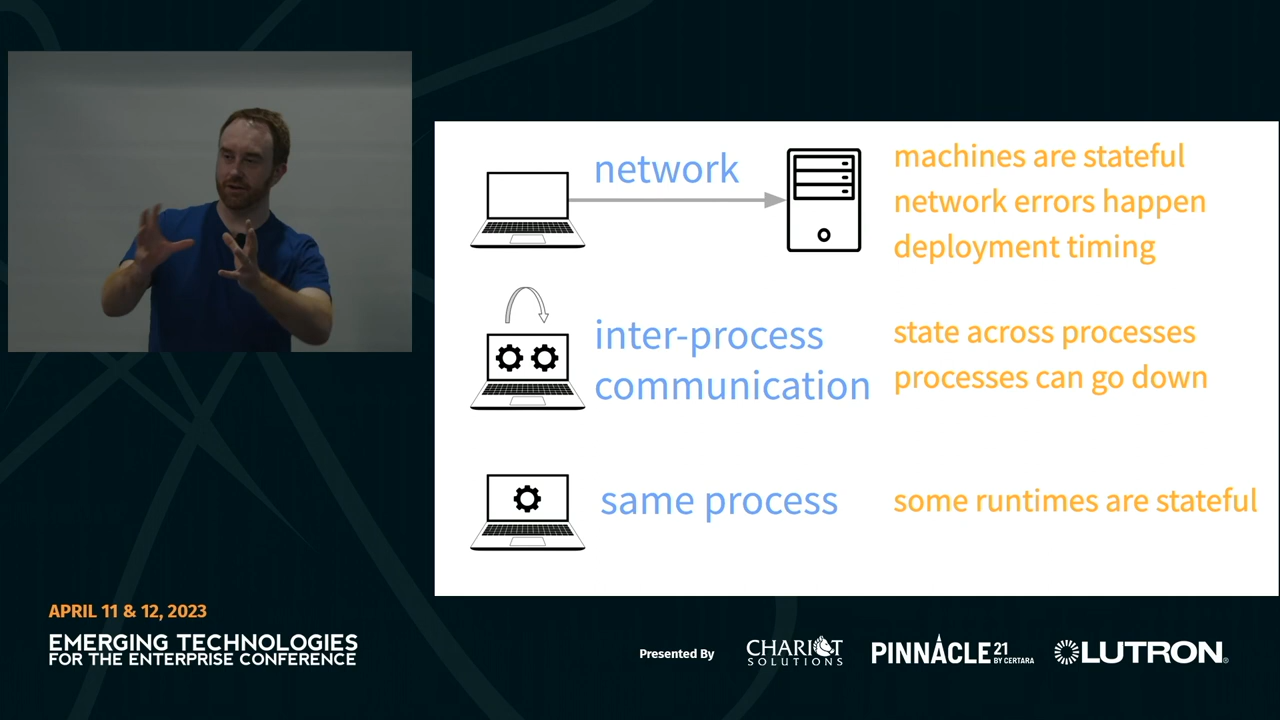 network
machines are stateful
network errors happen
deployment timing
inter-process
communication
state across processes
processes can go down
same process
some runtimes are stateful
APRIL 11 & 12, 2023
EMERGING TECHNOLOGIES
FOR THE ENTERPRISE CONFERENCE
Presented By
CHARIOT
SOLUTIONS
PINNACLE 21
BY CERTARA
LUTRON®